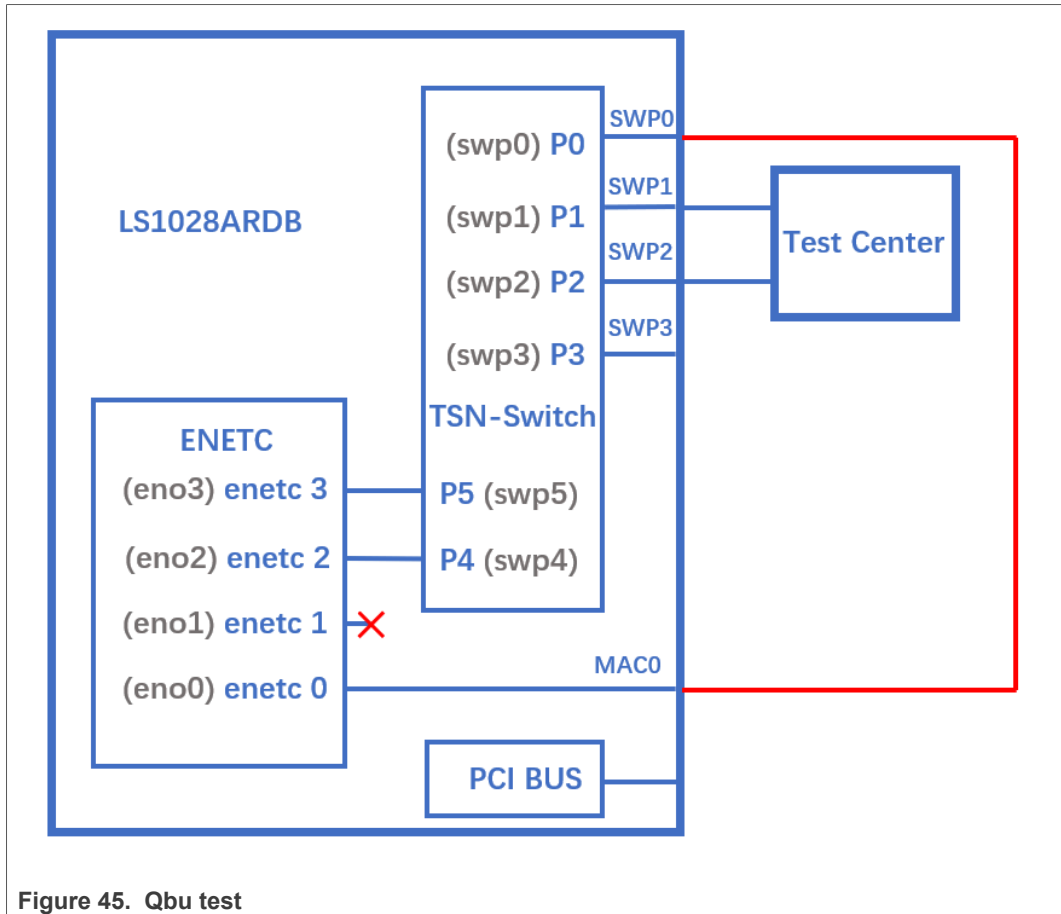 LS1028ARDB
(swp0) P0
SWP0
(swp1) P1
SWP1
(swp2) P2
SWP2
(swp3) P3
SWP3
TSN-Switch
P5 (swp5)
P4 (swp4)
Test Center
ENETC
(eno3) enetc 3
(eno2) enetc 2
(eno1) enetc 1
(eno0) enetc 0
MAC0
PCI BUS
Figure 45. Qbu test